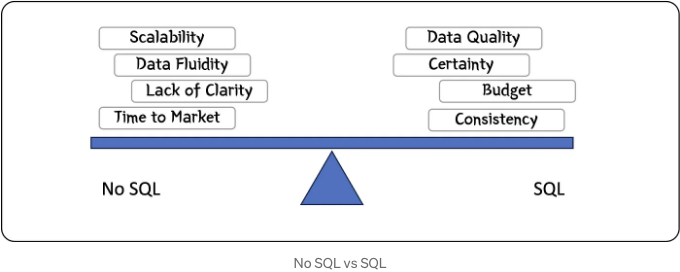 Scalability
Data Fluidity
Lack of Clarity
Time to Market
Data Quality
Certainty
Budget
Consistency
No SQL
SQL
No SQL vs SQL